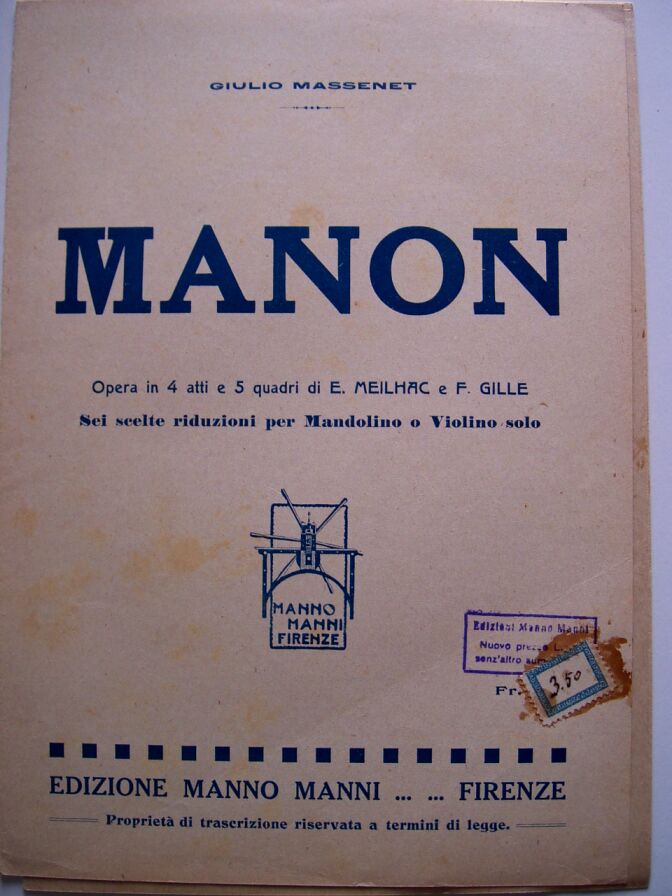 GIULIO MASSENET
MANON
Opera in 4 atti e 5 quadri di E. MEILHAC e F. GILLE
Sei scelte riduzioni per Mandolino o Violino solo
MANNO
MANNI
FIRENZE
Edizioni Manno Manni
Nuovo prezzo L.
senz'altro
3.50
Fr.
EDIZIONE MANNO MANNI ... ... FIRENZE
Proprietà di trascrizione riservata a termini di legge.